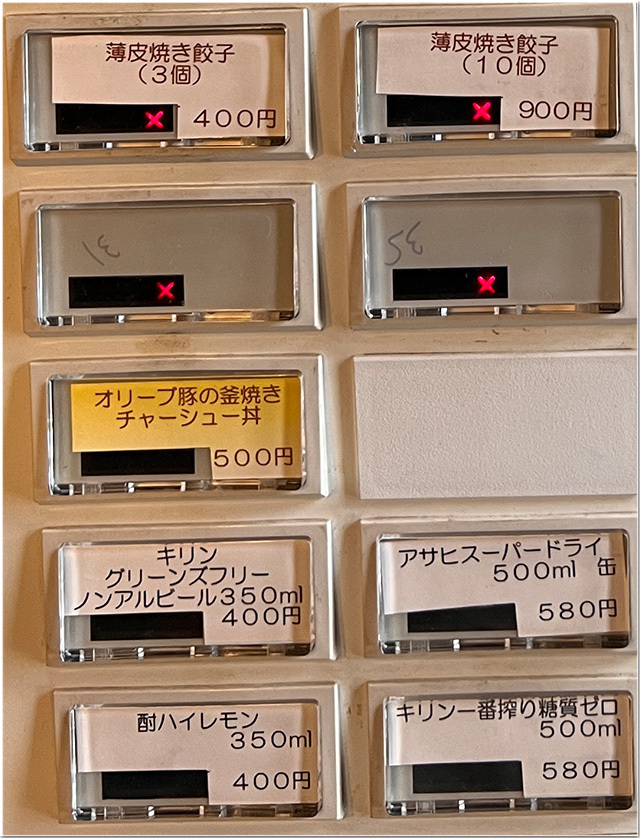 薄皮焼き餃子
(3個)
× 400円
薄皮焼き餃子
(10個)
× 900円
×
×
オリーブ豚の釜焼き
チャーシュー丼
500円
キリン
グリーンズフリー
ノンアルビール350ml
400円
アサヒスーパードライ
500ml 缶
580円
酎ハイレモン
350ml
400円
キリン一番搾り糖質ゼロ
500ml
580円